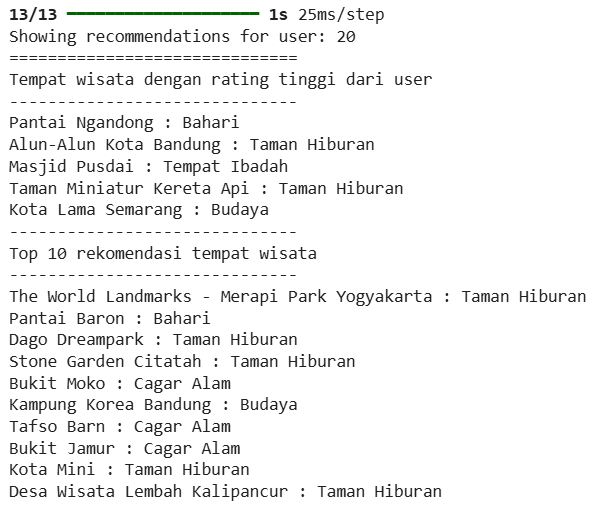 13/13 ━━━━━━━━━━━━━━━━━━━━ 1s 25ms/step
Showing recommendations for user: 20
==============================
Tempat wisata dengan rating tinggi dari user
------------------------------
Pantai Ngandong : Bahari
Alun-Alun Kota Bandung : Taman Hiburan
Masjid Pusdai : Tempat Ibadah
Taman Miniatur Kereta Api : Taman Hiburan
Kota Lama Semarang : Budaya
------------------------------
Top 10 rekomendasi tempat wisata
------------------------------
The World Landmarks - Merapi Park Yogyakarta : Taman Hiburan
Pantai Baron : Bahari
Dago Dreampark : Taman Hiburan
Stone Garden Citatah : Taman Hiburan
Bukit Moko : Cagar Alam
Kampung Korea Bandung : Budaya
Tafso Barn : Cagar Alam
Bukit Jamur : Cagar Alam
Kota Mini : Taman Hiburan
Desa Wisata Lembah Kalipancur : Taman Hiburan